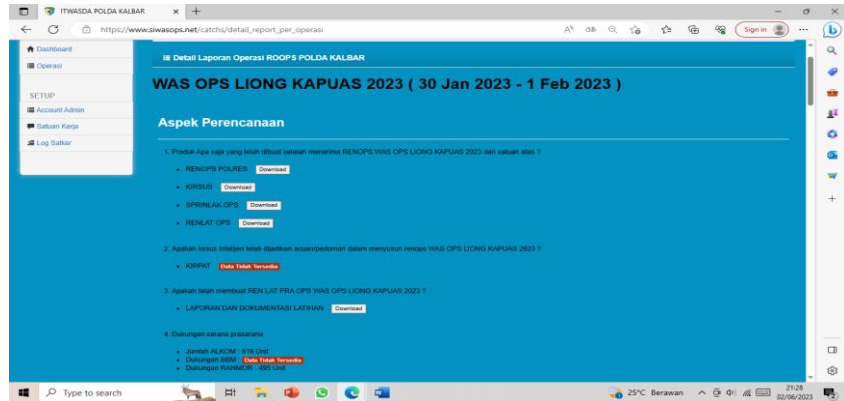 ITWASDA POLDA KALBAR
https://www.siwasops.net/catchs/detail_report_per_operasi
Sign in
Dashboard
Operasi
SETUP
Account Admin
Satuan Kerja
Log Satker
Detail Laporan Operasi ROOPS POLDA KALBAR
WAS OPS LIONG KAPUAS 2023 ( 30 Jan 2023 - 1 Feb 2023 )
Aspek Perencanaan
1. Produk Apa saja yang telah dibuat setelah menerima RENOPS WAS OPS LIONG KAPUAS 2023 dari satuan atas ?
RENOPS POLRES Download
KIRSUS Download
SPRINLAK OPS Download
RENLAT OPS Download
2. Apakah kirsus intelijen telah dijadikan acuan/pedoman dalam menyusun renops WAS OPS LIONG KAPUAS 2023 ?
KIRPAT Data Tidak Tersedia
3. Apakah telah membuat REN LAT PRA OPS WAS OPS LIONG KAPUAS 2023 ?
LAPORAN DAN DOKUMENTASI LATIHAN Download
4. Dukungan sarana prasarana
Jumlah ALKOM : 616 Unit
Dukungan BBM : Data Tidak Tersedia
Dukungan RANMOR : 495 Unit
Type to search
25°C Berawan
21:28
02/06/2023